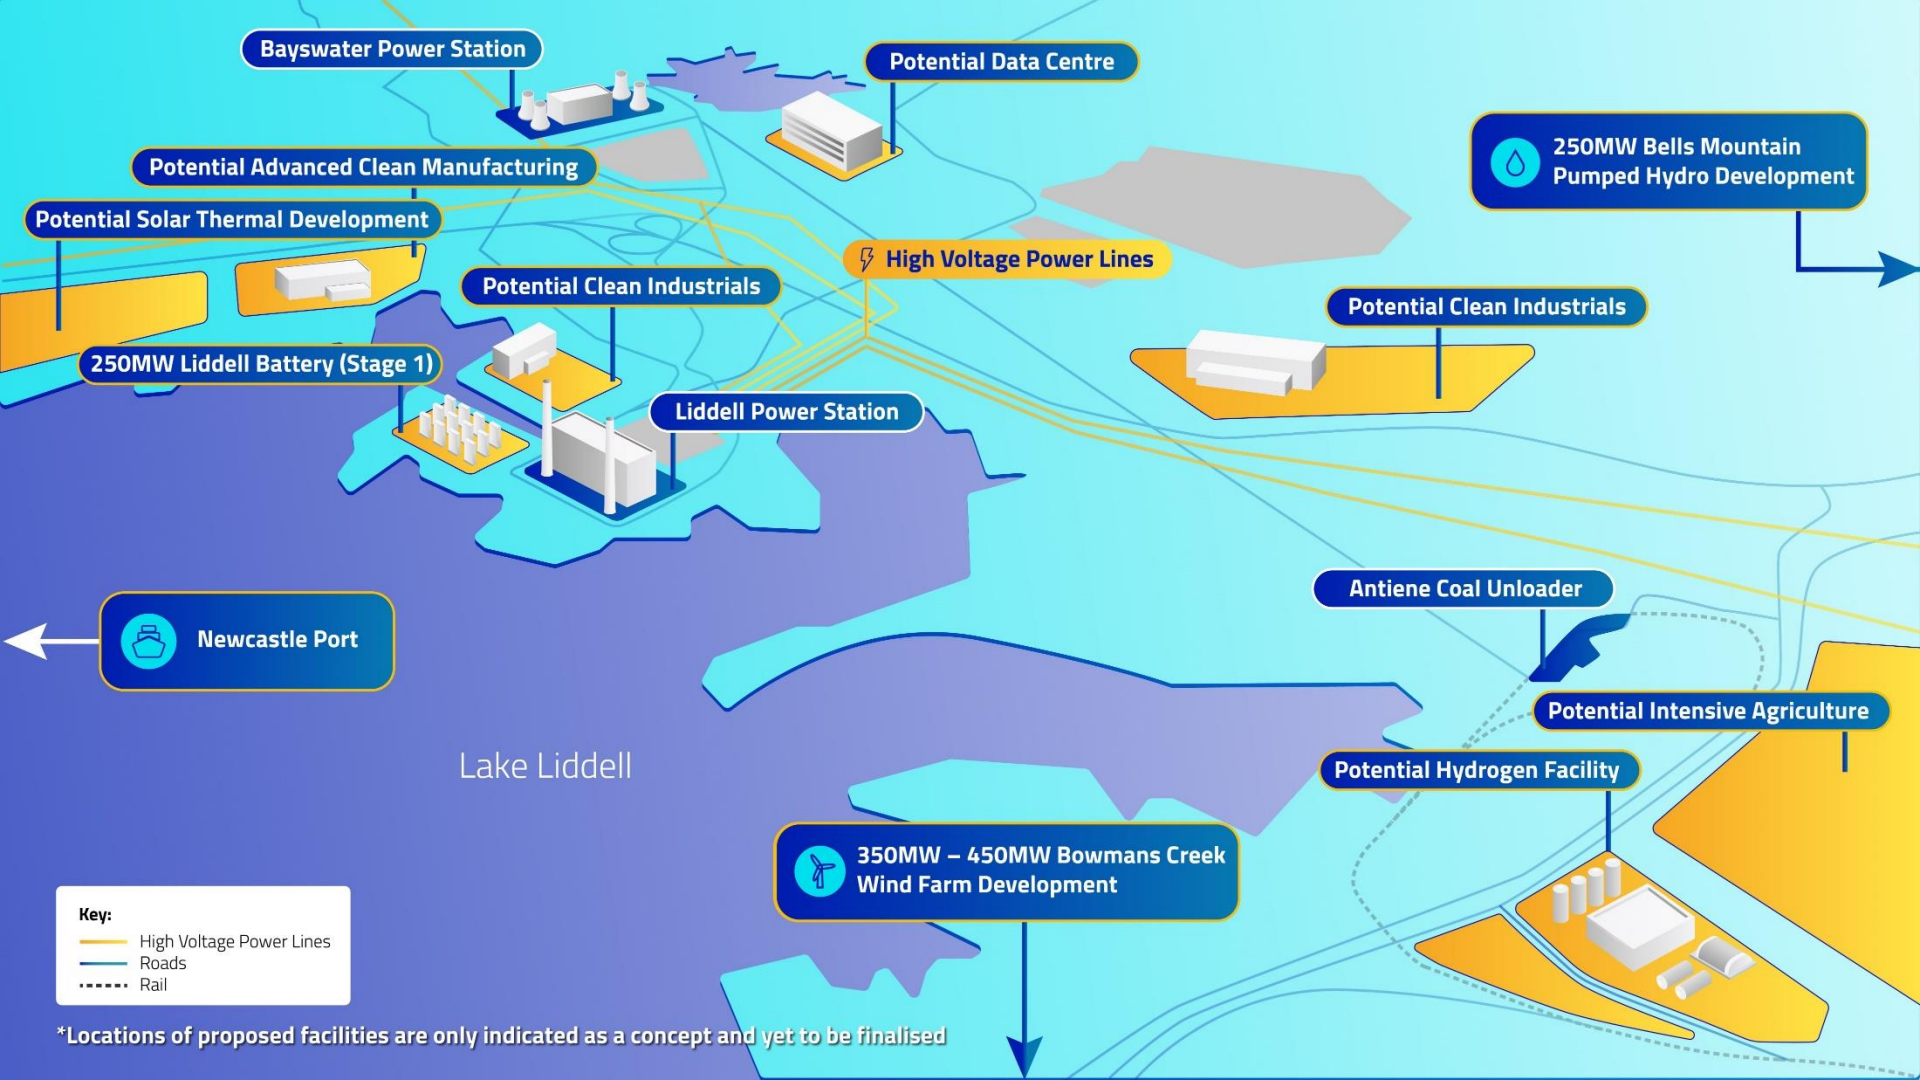 Bayswater Power Station
Potential Data Centre
250MW Bells Mountain
Pumped Hydro Development
Potential Advanced Clean Manufacturing
Potential Solar Thermal Development
High Voltage Power Lines
Potential Clean Industrials
Potential Clean Industrials
250MW Liddell Battery (Stage 1)
Liddell Power Station
Antiene Coal Unloader
Newcastle Port
Potential Intensive Agriculture
Lake Liddell
Potential Hydrogen Facility
350MW – 450MW Bowmans Creek
Wind Farm Development
Key:
High Voltage Power Lines
Roads
Rail
*Locations of proposed facilities are only indicated as a concept and yet to be finalised